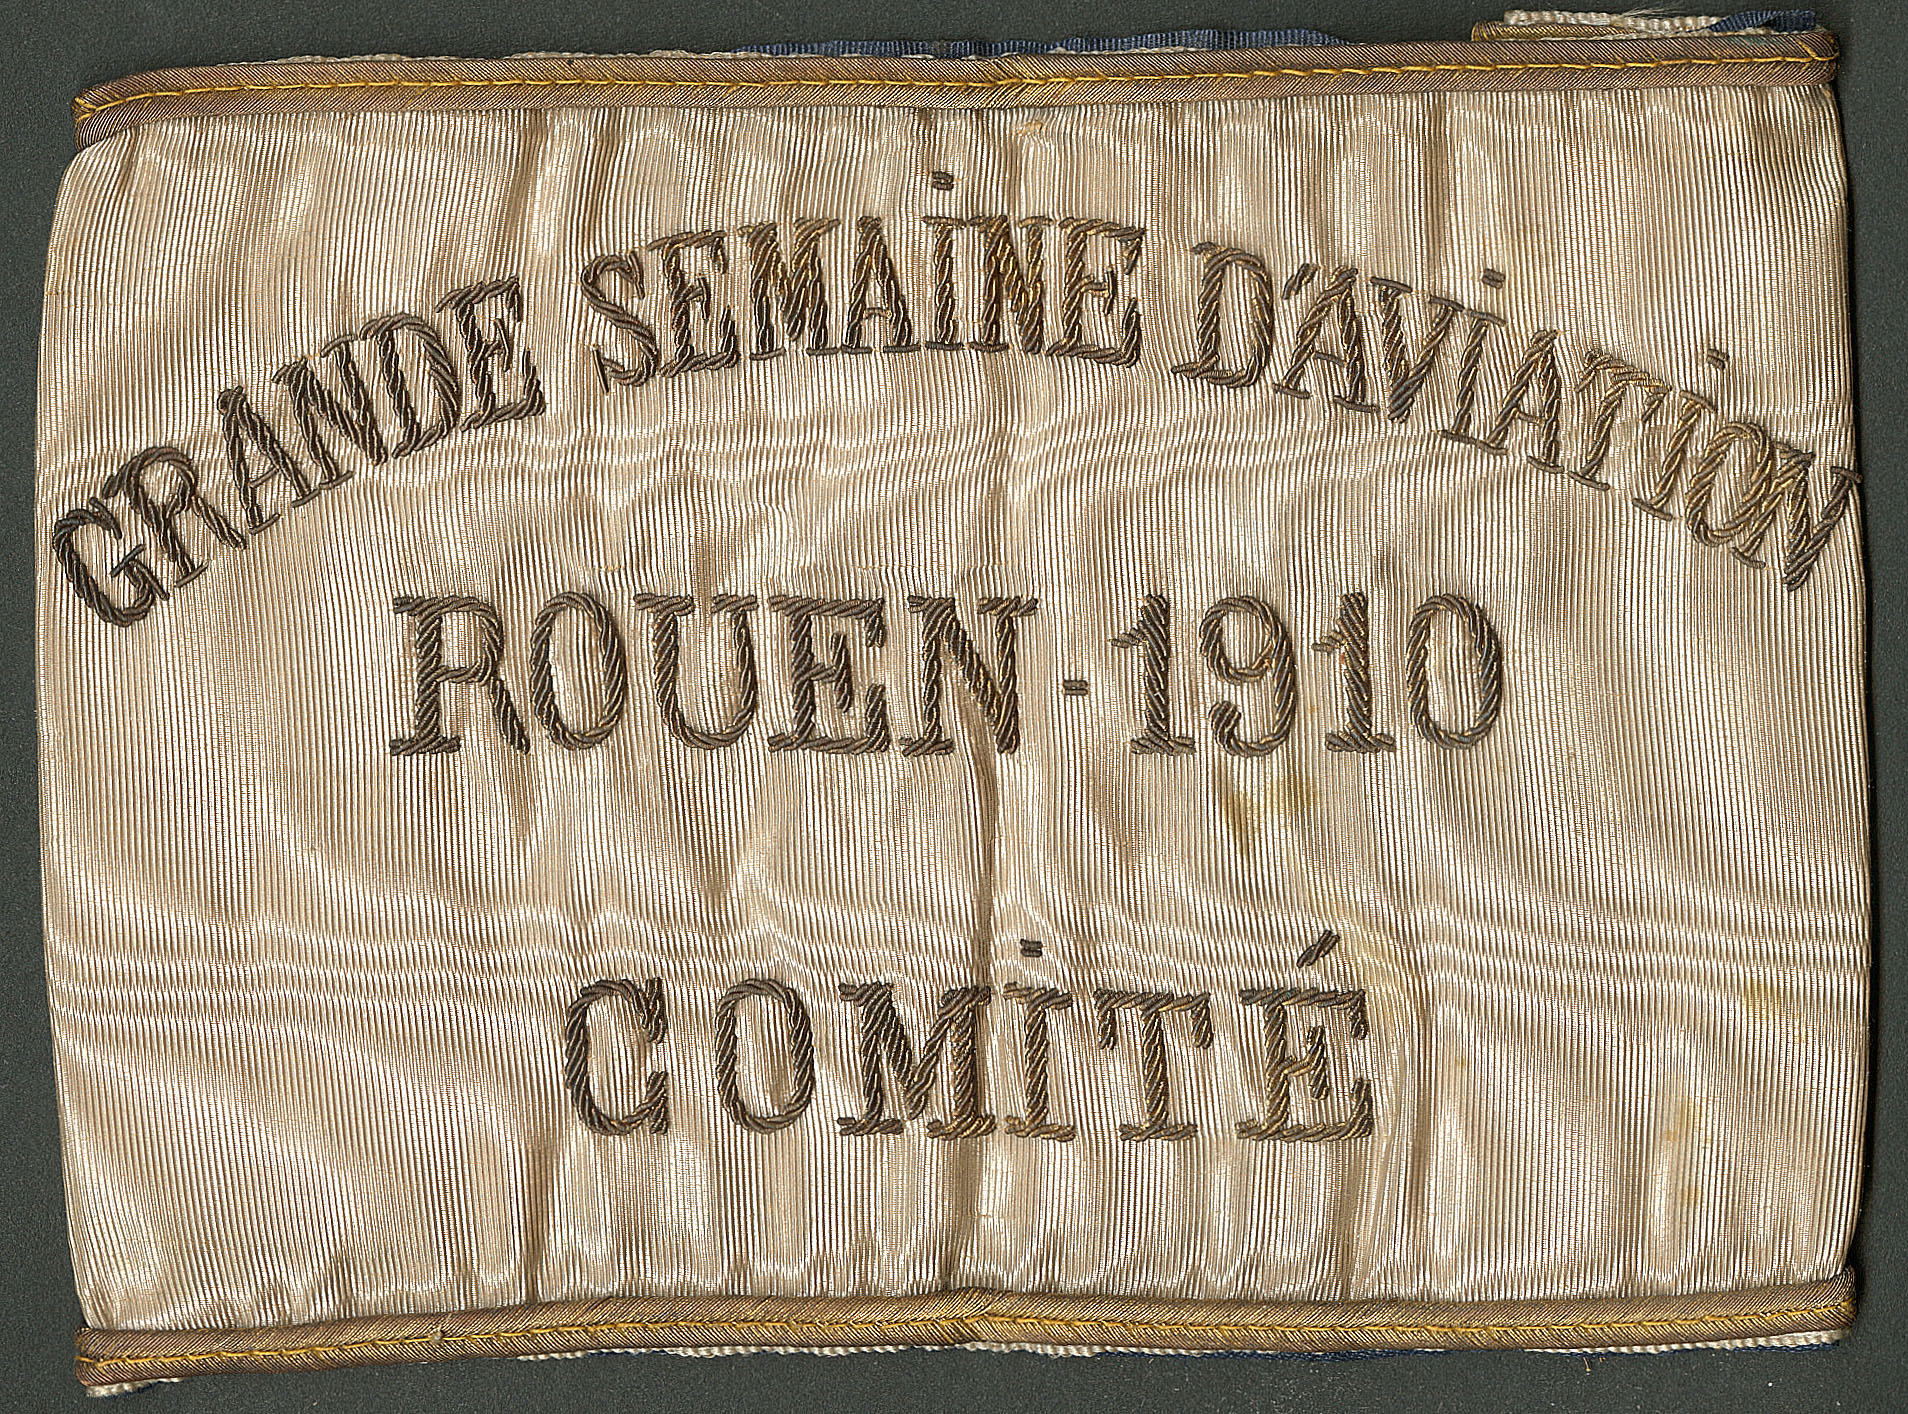 GRANDE SEMAINE D'AVIATION
ROUEN - 1910
COMITÉ